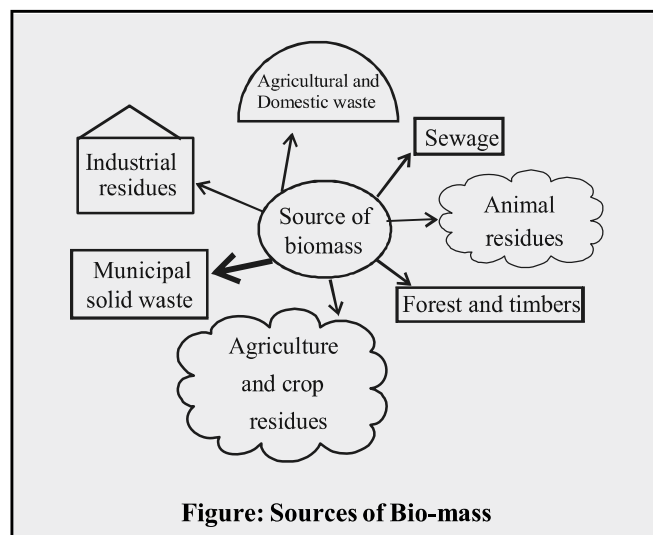 Agricultural and
Domestic waste
Sewage
Industrial
residues
Source of
biomass
Animal
residues
Municipal
solid waste
Forest and timbers
Agriculture
and crop
residues
Figure: Sources of Bio-mass